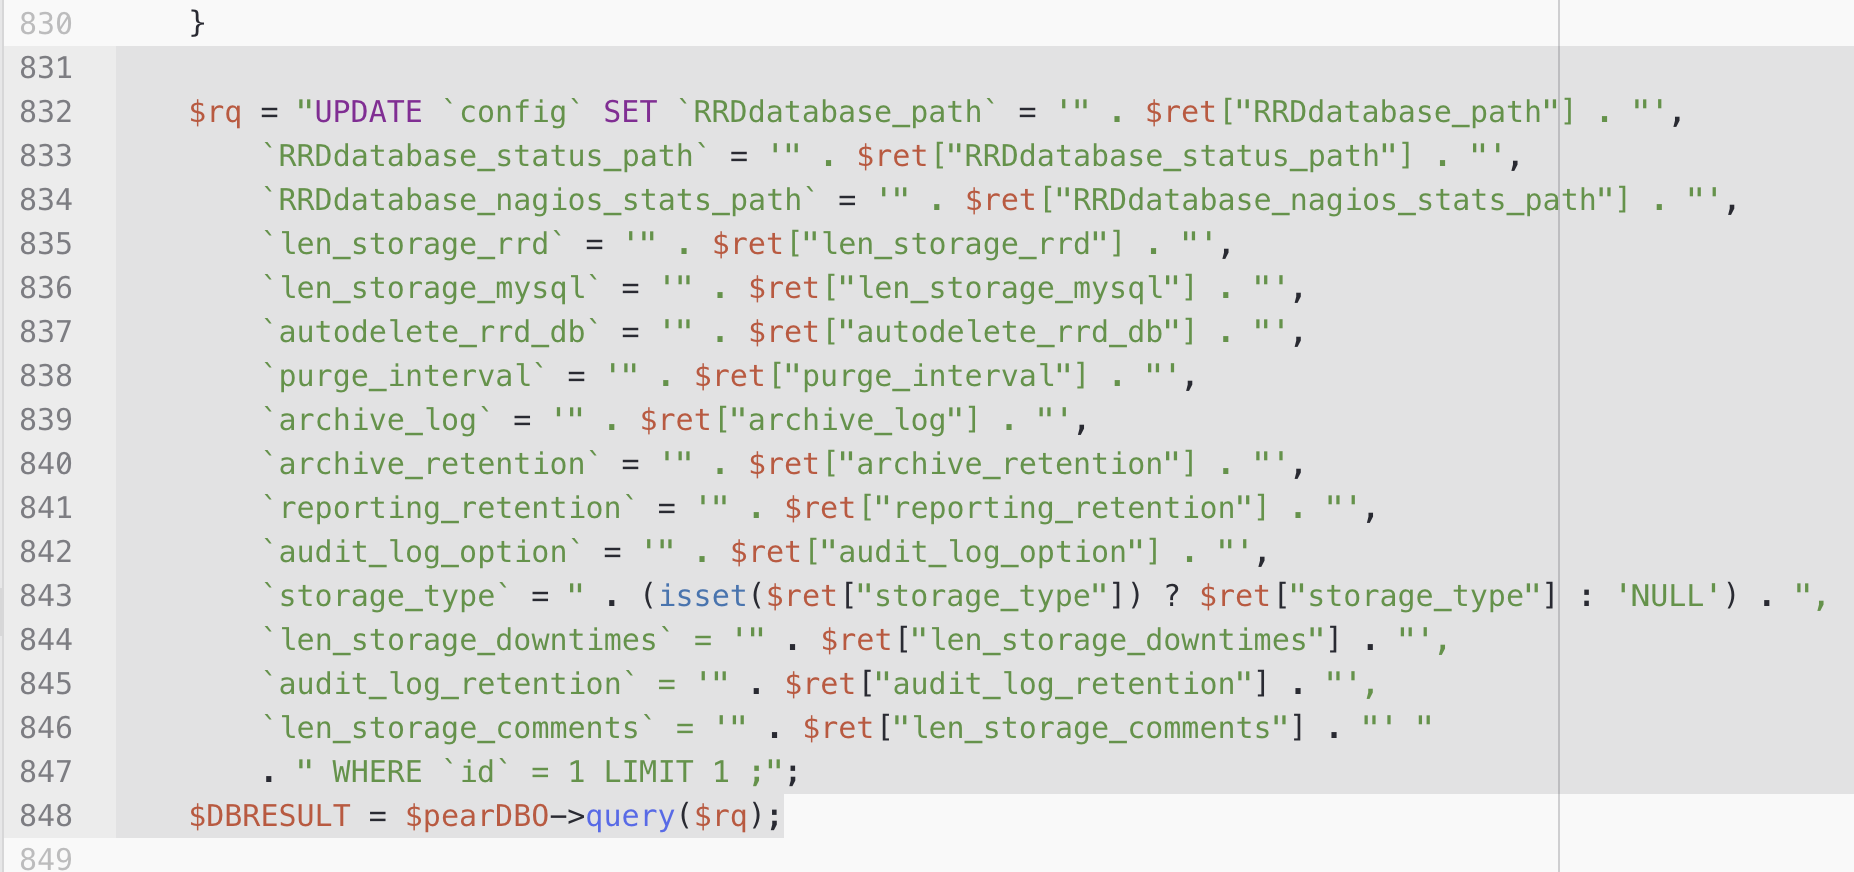 830 }
831
832 $rq = "UPDATE `config` SET `RRDdatabase_path` = '" . $ret["RRDdatabase_path"] . "',
833 `RRDdatabase_status_path` = '" . $ret["RRDdatabase_status_path"] . "',
834 `RRDdatabase_nagios_stats_path` = '" . $ret["RRDdatabase_nagios_stats_path"] . "',
835 `len_storage_rrd` = '" . $ret["len_storage_rrd"] . "',
836 `len_storage_mysql` = '" . $ret["len_storage_mysql"] . "',
837 `autodelete_rrd_db` = '" . $ret["autodelete_rrd_db"] . "',
838 `purge_interval` = '" . $ret["purge_interval"] . "',
839 `archive_log` = '" . $ret["archive_log"] . "',
840 `archive_retention` = '" . $ret["archive_retention"] . "',
841 `reporting_retention` = '" . $ret["reporting_retention"] . "',
842 `audit_log_option` = '" . $ret["audit_log_option"] . "',
843 `storage_type` = " . (isset($ret["storage_type"]) ? $ret["storage_type"] : 'NULL') . ",
844 `len_storage_downtimes` = '" . $ret["len_storage_downtimes"] . "',
845 `audit_log_retention` = '" . $ret["audit_log_retention"] . "',
846 `len_storage_comments` = '" . $ret["len_storage_comments"] . "' "
847 . " WHERE `id` = 1 LIMIT 1 ;";
848 $DBRESULT = $pearDBO->query($rq);
849